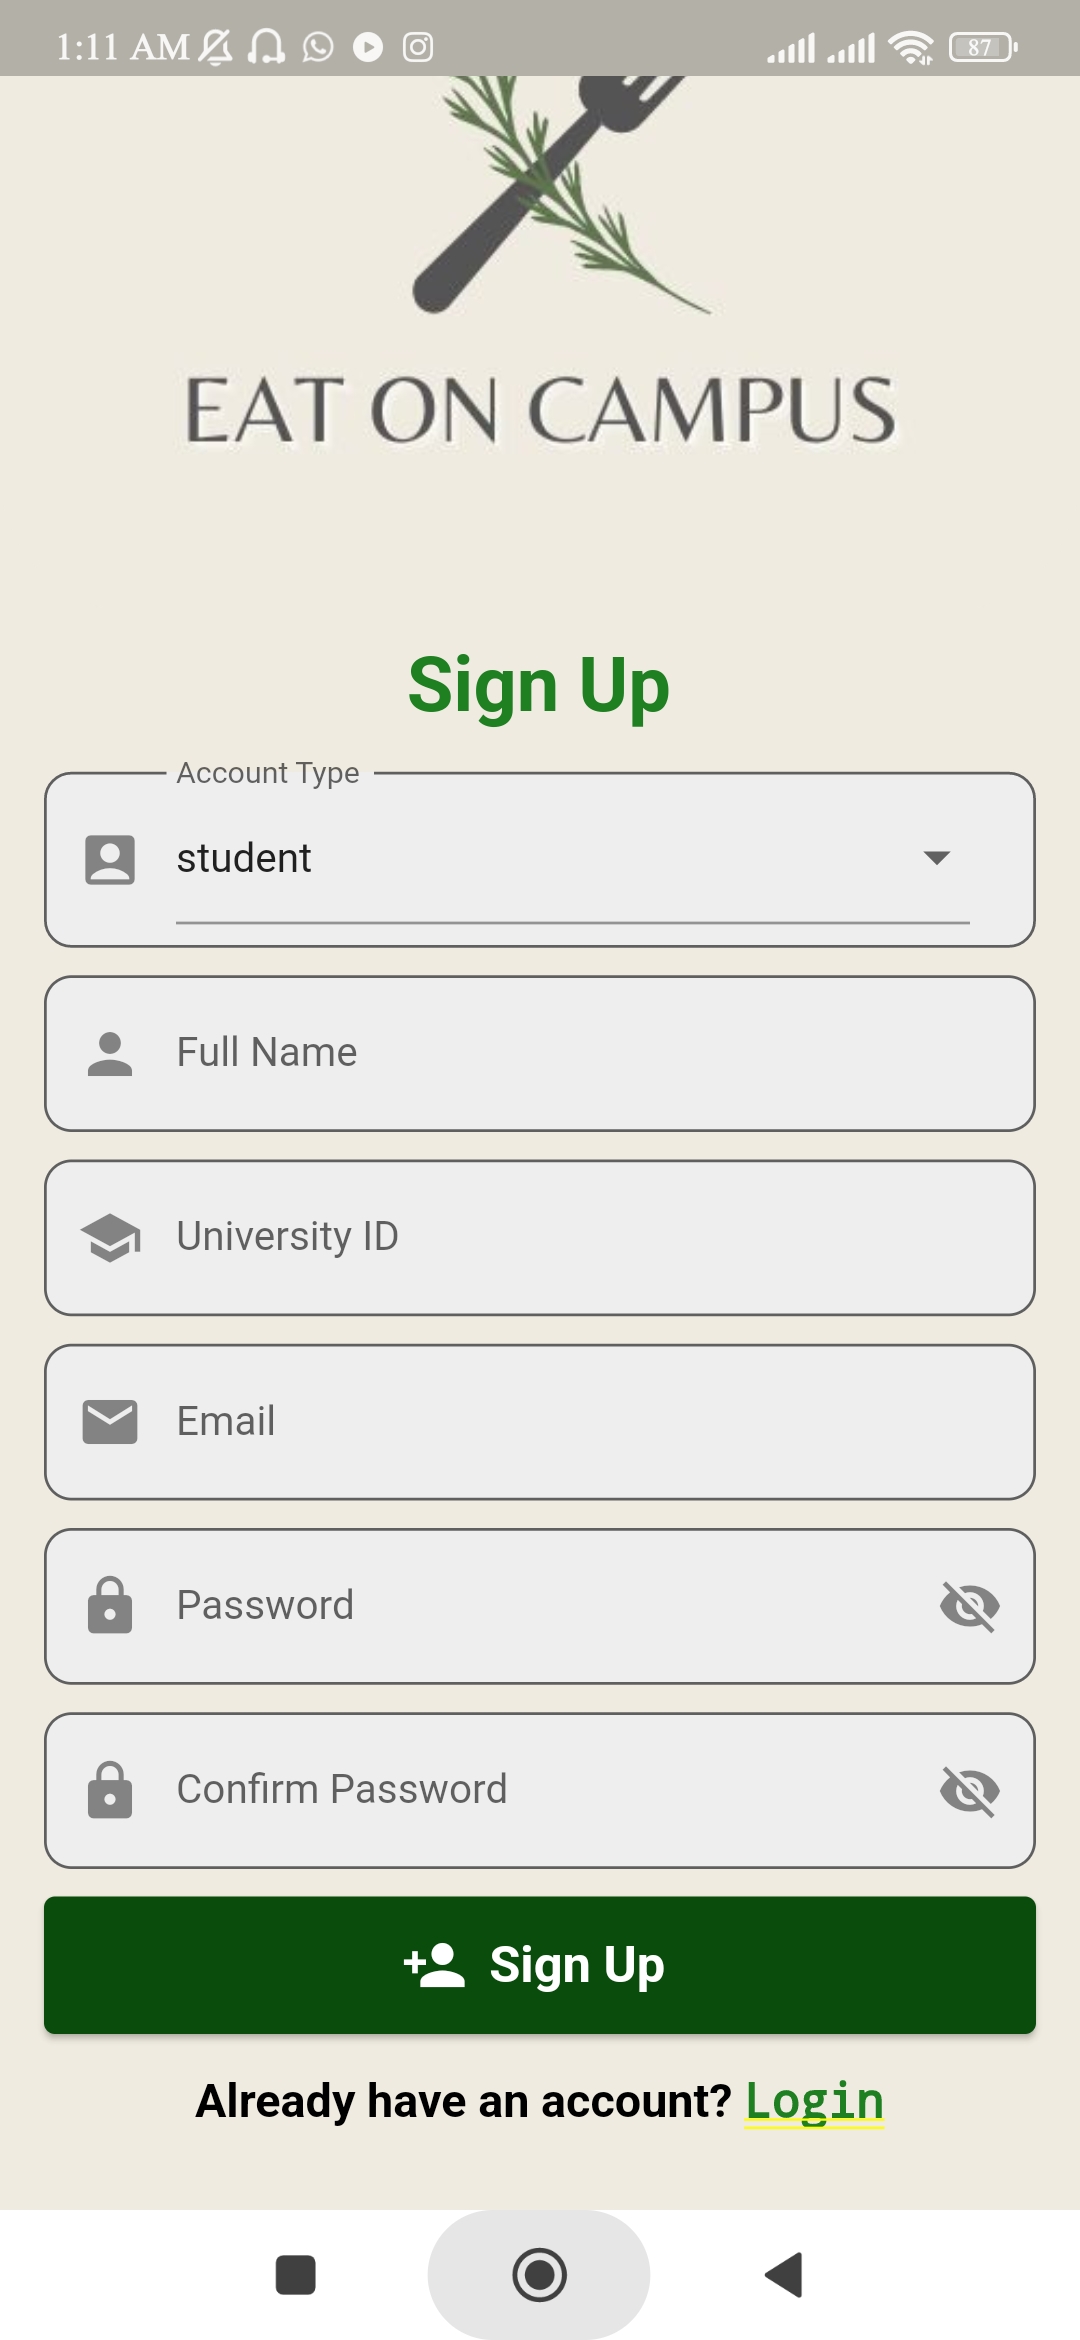 1:11 AM 87
EAT ON CAMPUS
Sign Up
Account Type
student
Full Name
University ID
Email
Password
Confirm Password
Sign Up
Already have an account? Login